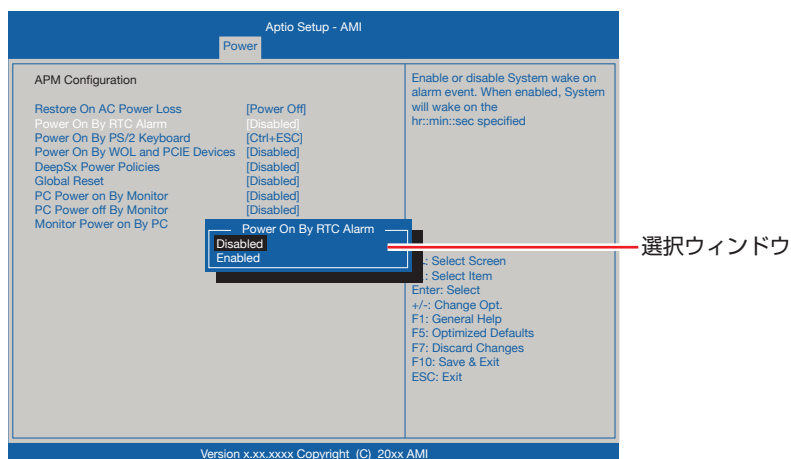 Aptio Setup - AMI
Power
APM Configuration
Restore On AC Power Loss [Power Off]
Power On By RTC Alarm [Disabled]
Power On By PS/2 Keyboard [Ctrl+ESC]
Power On By WOL and PCIE Devices [Disabled]
DeepSx Power Policies [Disabled]
Global Reset [Disabled]
PC Power on By Monitor [Disabled]
PC Power off By Monitor [Disabled]
Monitor Power on By PC
Power On By RTC Alarm
Disabled
Enabled
選択ウィンドウ
Enable or disable System wake on
alarm event. When enabled, System
will wake on the
hr::min::sec specified
: Select Screen
: Select Item
Enter: Select
+/-: Change Opt.
F1: General Help
F5: Optimized Defaults
F7: Discard Changes
F10: Save & Exit
ESC: Exit
Version x.xx.xxxx Copyright (C) 20xx AMI